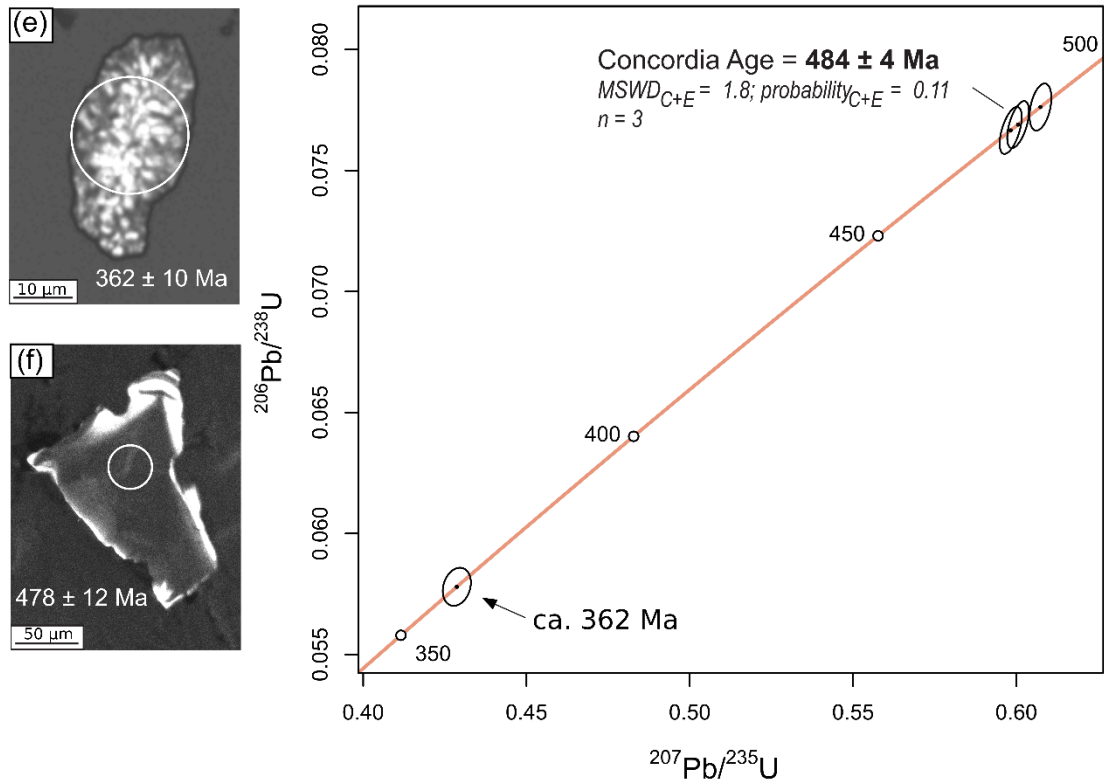 (e)
362 ± 10 Ma
10 µm
(f)
478 ± 12 Ma
50 µm
²⁰⁶Pb/²³⁸U
0.080
0.075
0.070
0.065
0.060
0.055
Concordia Age = 484 ± 4 Ma
MSWD_C+E = 1.8; probability_C+E = 0.11
n = 3
500
450
400
350
ca. 362 Ma
0.40 0.45 0.50 0.55 0.60
²⁰⁷Pb/²³⁵U